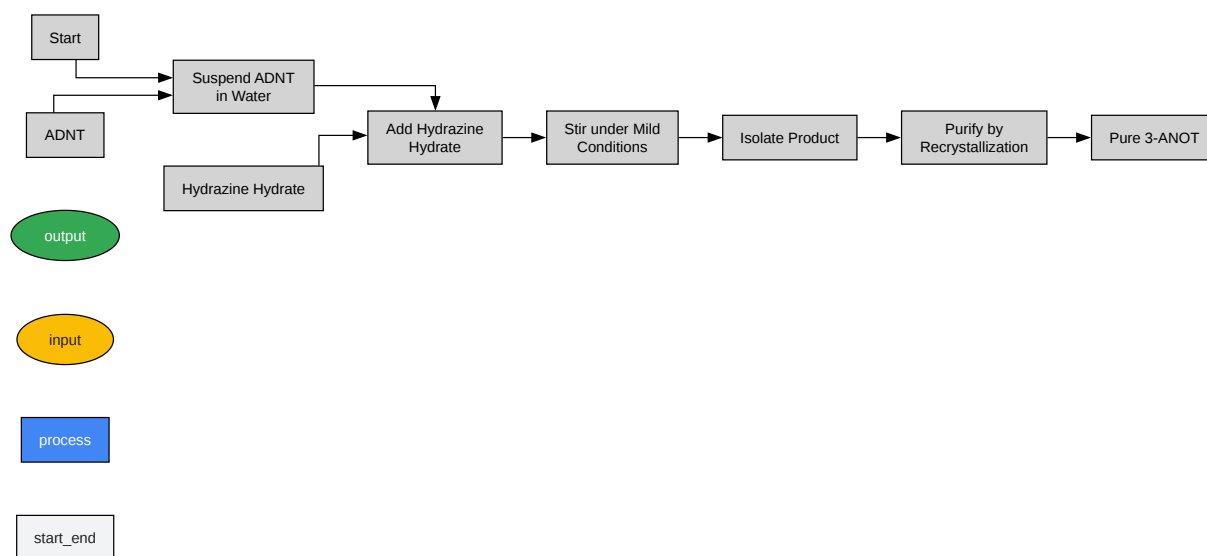 Start
Suspend ADNT
in Water
ADNT
Add Hydrazine
Hydrate
Stir under Mild
Conditions
Isolate Product
Purify by
Recrystallization
Pure 3-ANOT
Hydrazine Hydrate
output
input
process
start_end